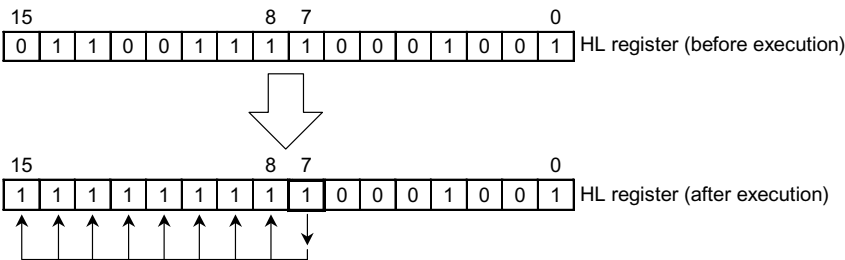 15 8 7 0
0 1 1 0 0 1 1 1 1 0 0 0 1 0 0 1 HL register (before execution)
15 8 7 0
1 1 1 1 1 1 1 1 1 0 0 0 1 0 0 1 HL register (after execution)